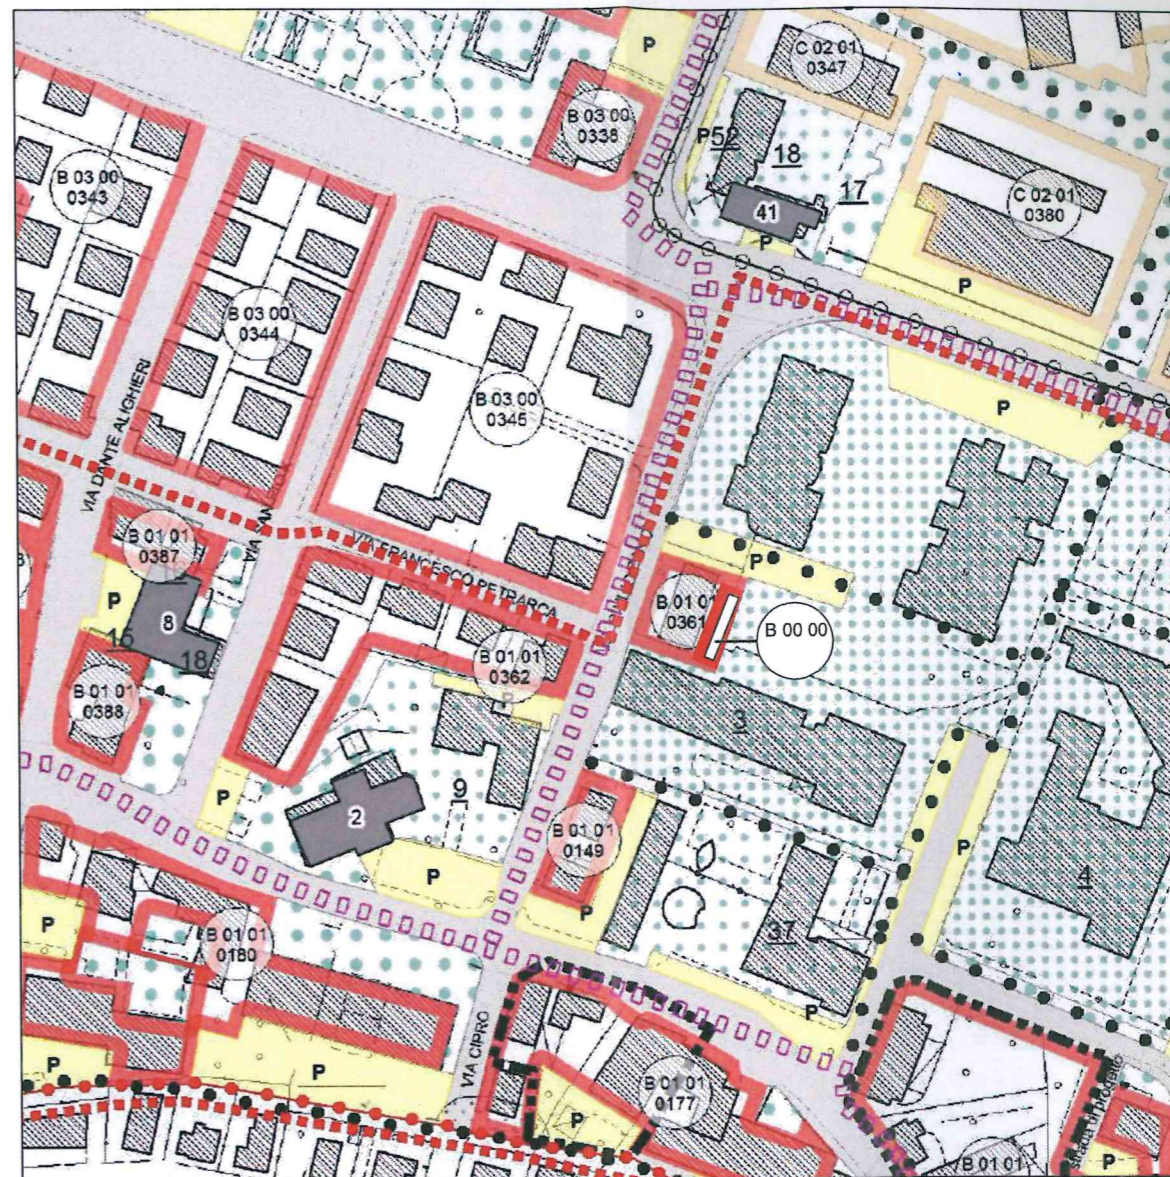 P
C 02 01
0347
B 03 00
0338
P52
18
17
41
P
C 02 01
0380
P
B 03 00
0343
B 03 00
0344
B 03 00
0345
P
VIA DANTE ALIGHIERI
VIA
VIA FRANCESCO PETRARCA
B 01 01
0387
P
8
16
18
B 01 01
0388
P
B 01 01
0361
B 00 00
B 01 01
0362
P
3
P
2
9
P
B 01 01
0149
P
37
P
4
P
B 01 01
0180
P
P
VIA CIPRO
P
B 01 01
0177
P
B 01 01
P